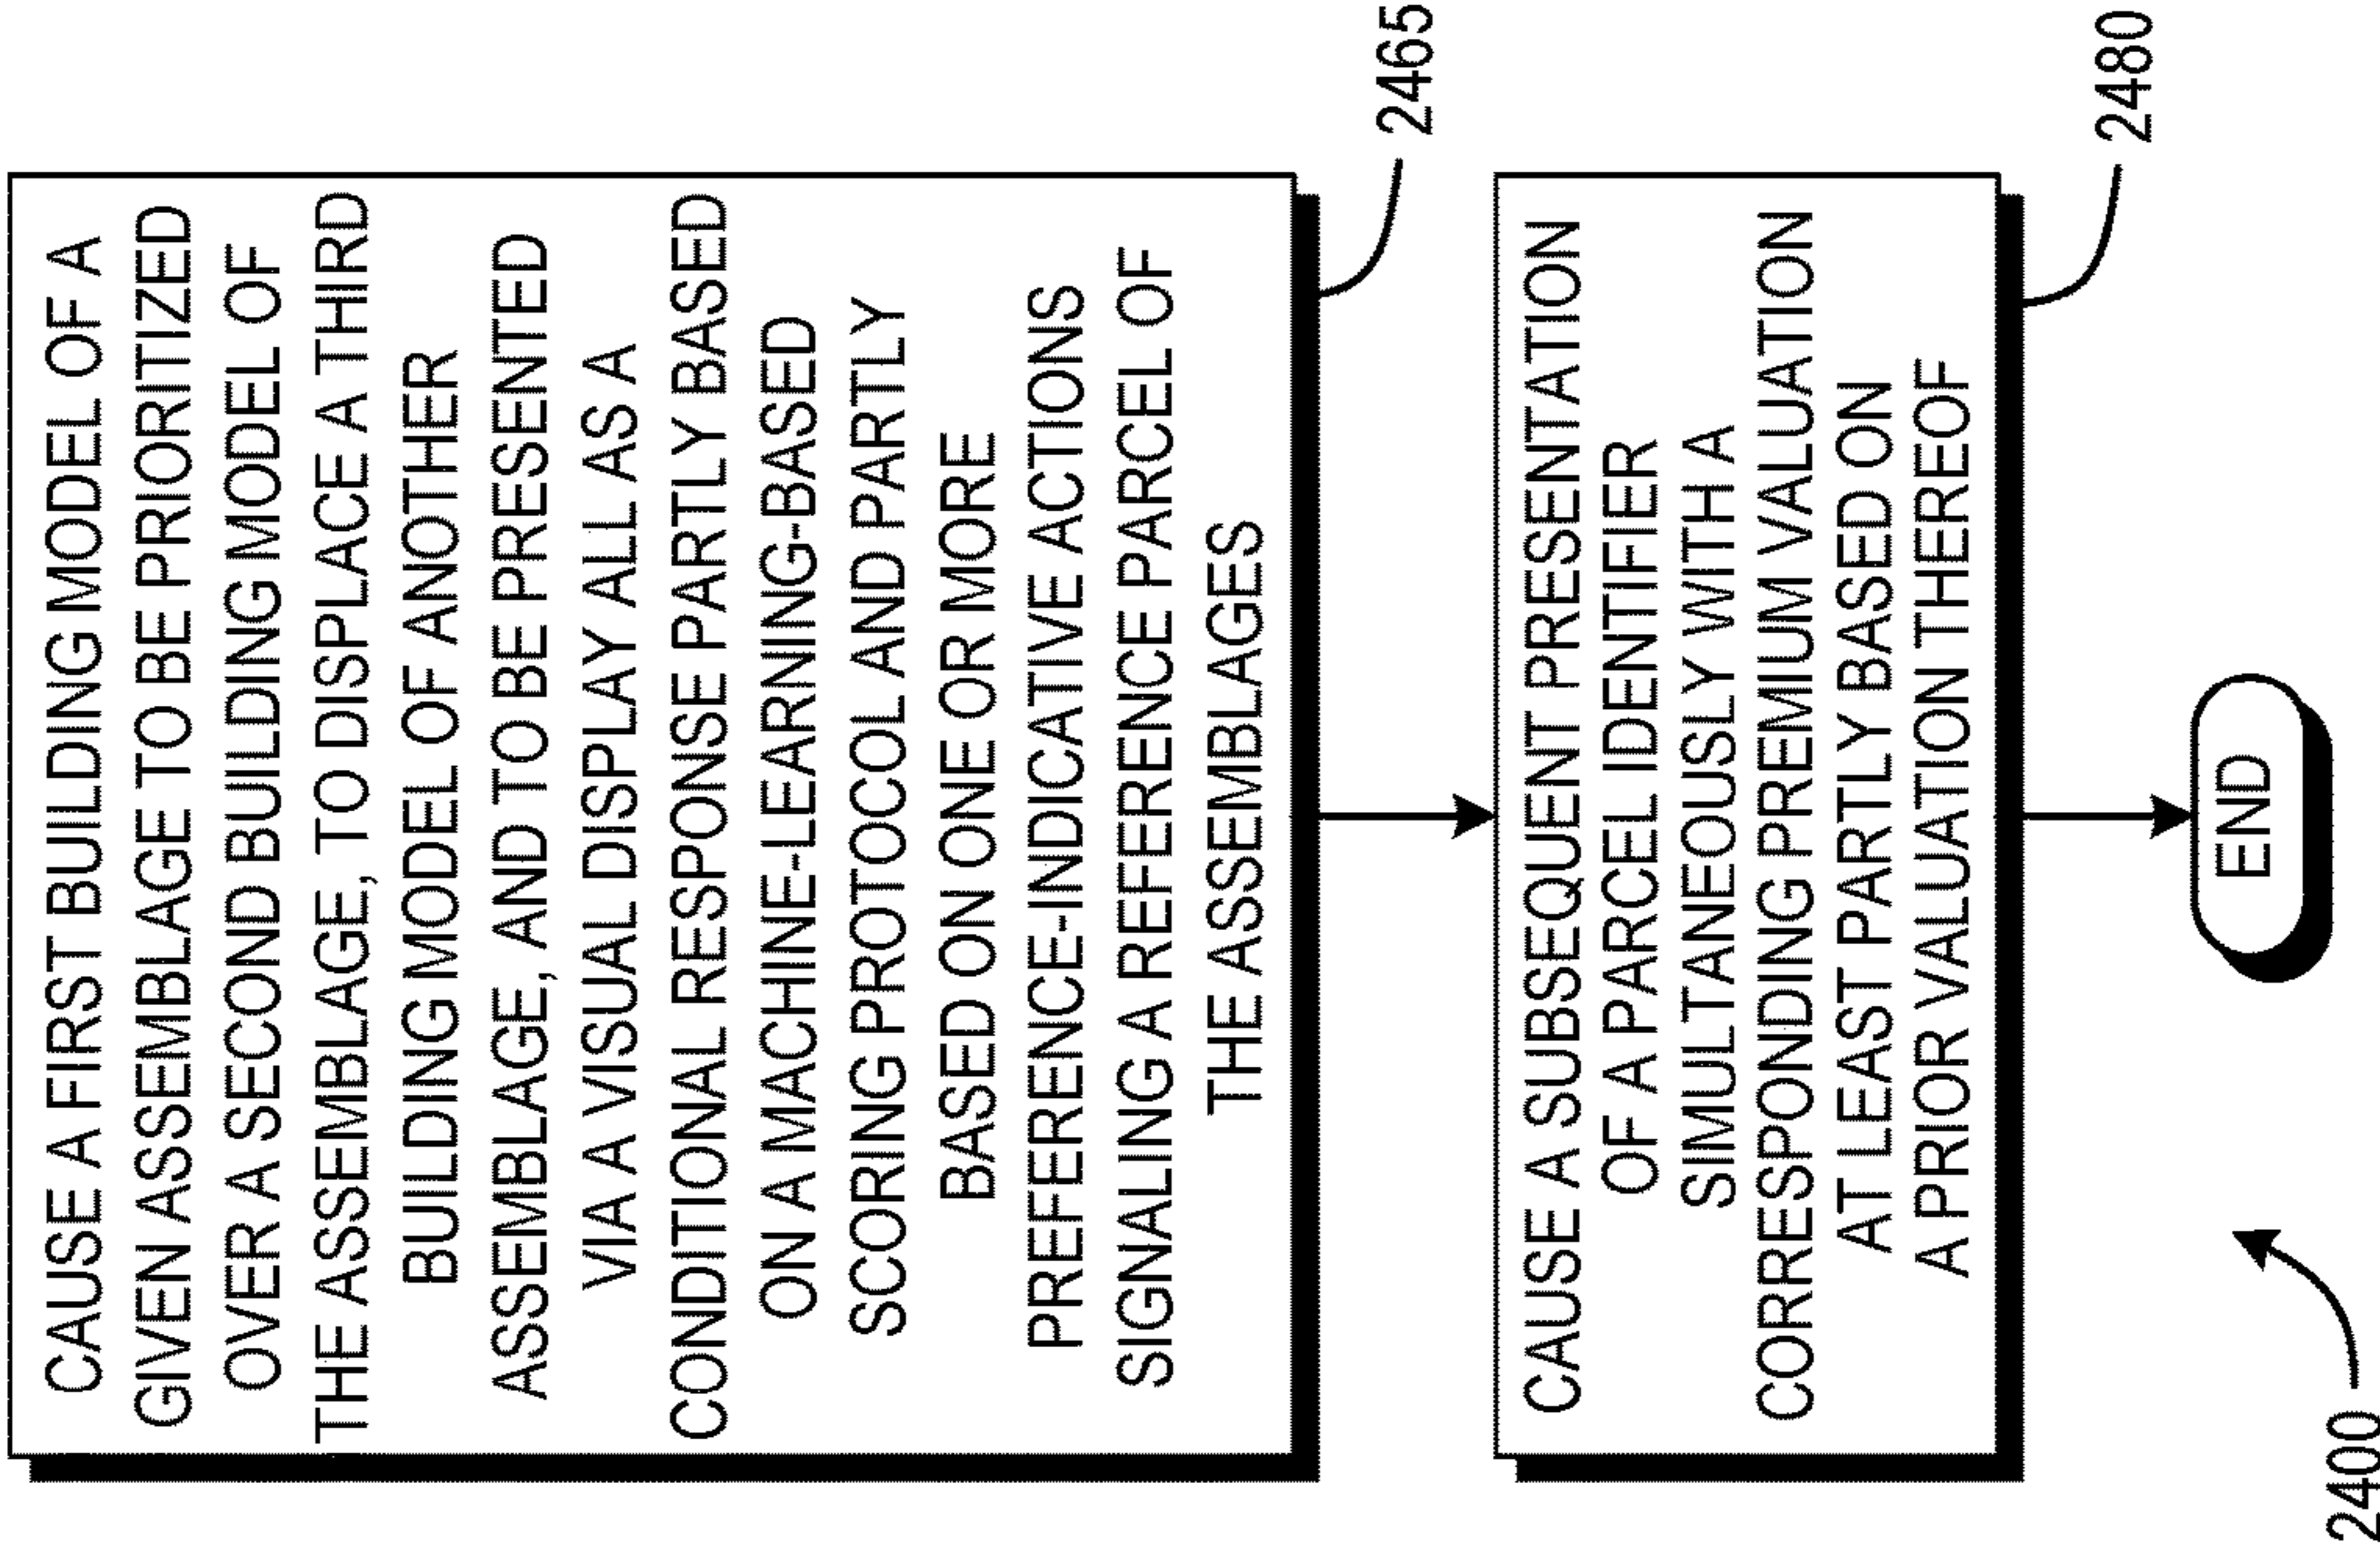 CAUSE A FIRST BUILDING MODEL OF A
GIVEN ASSEMBLAGE TO BE PRIORITIZED
OVER A SECOND BUILDING MODEL OF
THE ASSEMBLAGE, TO DISPLACE A THIRD
BUILDING MODEL OF ANOTHER
ASSEMBLAGE, AND TO BE PRESENTED
VIA A VISUAL DISPLAY ALL AS A
CONDITIONAL RESPONSE PARTLY BASED
ON A MACHINE-LEARNING-BASED
SCORING PROTOCOL AND PARTLY
BASED ON ONE OR MORE
PREFERENCE-INDICATIVE ACTIONS
SIGNALING A REFERENCE PARCEL OF
THE ASSEMBLAGES
2465
CAUSE A SUBSEQUENT PRESENTATION
OF A PARCEL IDENTIFIER
SIMULTANEOUSLY WITH A
CORRESPONDING PREMIUM VALUATION
AT LEAST PARTLY BASED ON
A PRIOR VALUATION THEREOF
2480
END
2400